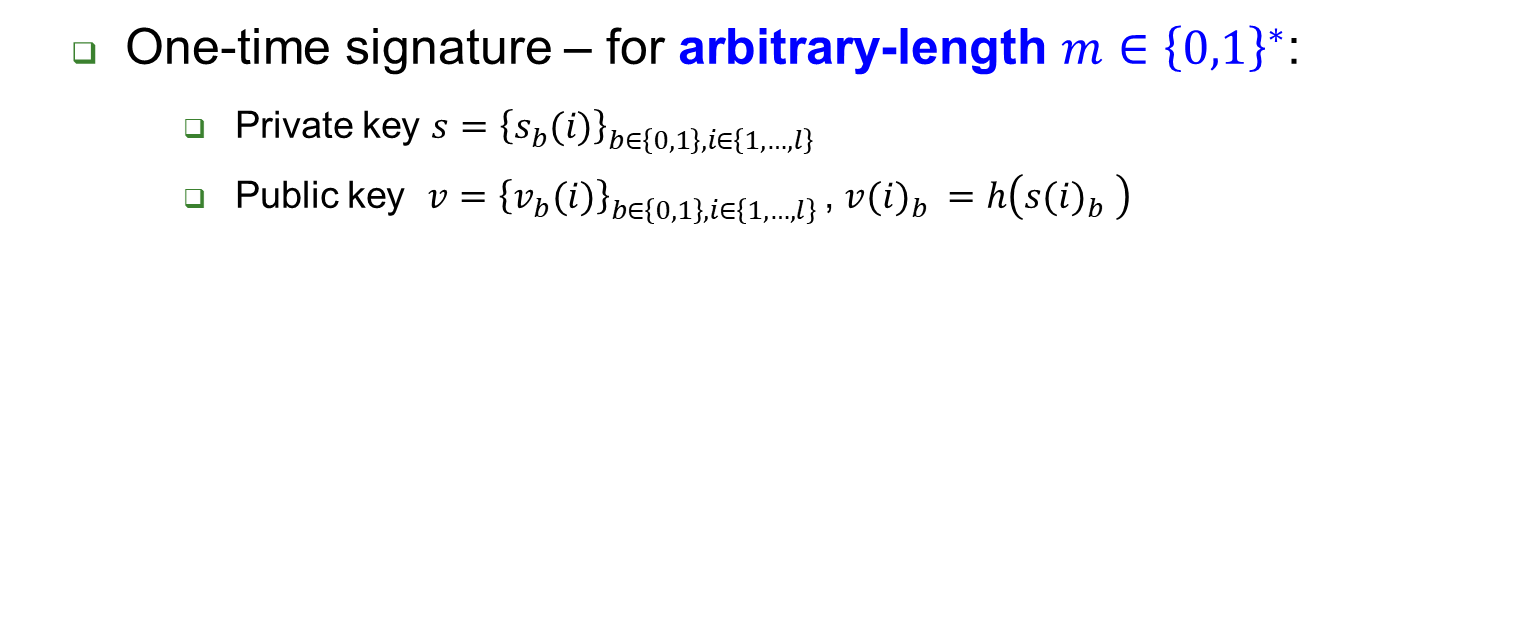 ❑ One-time signature – for arbitrary-length 𝑚 ∈ {0,1}*:
❑ Private key 𝑠 = {𝑠_𝑏(𝑖)}_{𝑏∈{0,1},𝑖∈{1,…,𝑙}}
❑ Public key 𝑣 = {𝑣_𝑏(𝑖)}_{𝑏∈{0,1},𝑖∈{1,…,𝑙}} , 𝑣(𝑖)_𝑏 = ℎ(𝑠(𝑖)_𝑏 )